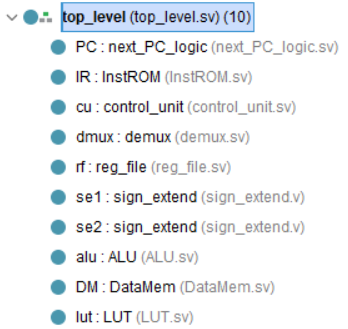 top_level (top_level.sv) (10)
PC : next_PC_logic (next_PC_logic.sv)
IR : InstROM (InstROM.sv)
cu : control_unit (control_unit.sv)
dmux : demux (demux.sv)
rf : reg_file (reg_file.sv)
se1 : sign_extend (sign_extend.v)
se2 : sign_extend (sign_extend.v)
alu : ALU (ALU.sv)
DM : DataMem (DataMem.sv)
lut : LUT (LUT.sv)